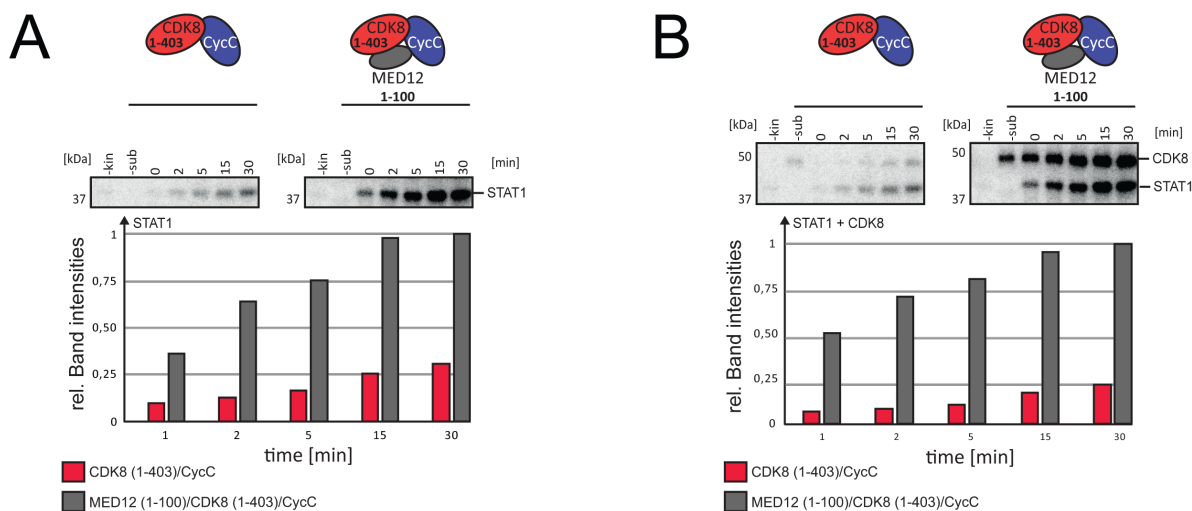 A
CDK8
1-403
CycC
CDK8
1-403
CycC
MED12
1-100
[kDa]
-kin
-sub
0
2
5
15
30
[kDa]
-kin
-sub
0
2
5
15
30
[min]
37
37
STAT1
STAT1
rel. Band intensities
1
0,75
0,50
0,25
0
1
2
5
15
30
time [min]
CDK8 (1-403)/CycC
MED12 (1-100)/CDK8 (1-403)/CycC
B
CDK8
1-403
CycC
CDK8
1-403
CycC
MED12
1-100
[kDa]
-kin
-sub
0
2
5
15
30
[kDa]
-kin
-sub
0
2
5
15
30
[min]
50
37
50
37
CDK8
STAT1
STAT1 + CDK8
rel. Band intensities
1
0,75
0,50
0,25
0
1
2
5
15
30
time [min]
CDK8 (1-403)/CycC
MED12 (1-100)/CDK8 (1-403)/CycC